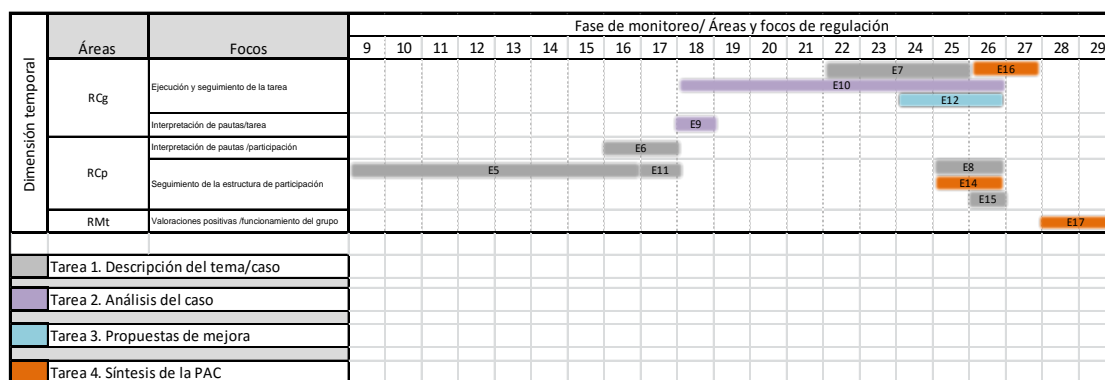 Fase de monitoreo/ Áreas y focos de regulación
Áreas Focos 9 10 11 12 13 14 15 16 17 18 19 20 21 22 23 24 25 26 27 28 29
Dimensión temporal
E7 E16
RCg Ejecución y seguimiento de la tarea E10
E12
Interpretación de pautas/tarea E9
Interpretación de pautas /participación E6
E5 E11 E8
RCp Seguimiento de la estructura de participación E14
E15
RMt Valoraciones positivas /funcionamiento del grupo E17
Tarea 1. Descripción del tema/caso
Tarea 2. Análisis del caso
Tarea 3. Propuestas de mejora
Tarea 4. Síntesis de la PAC